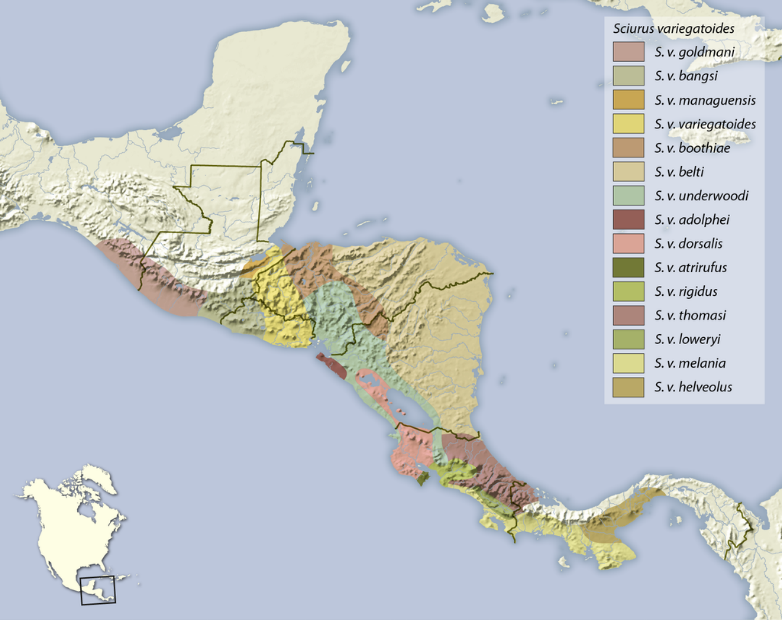 Sciurus variegatoides
S. v. goldmani
S. v. bangsi
S. v. managuensis
S. v. variegatoides
S. v. boothiae
S. v. belti
S. v. underwoodi
S. v. adolphei
S. v. dorsalis
S. v. atrirufus
S. v. rigidus
S. v. thomasi
S. v. loweryi
S. v. melania
S. v. helveolus